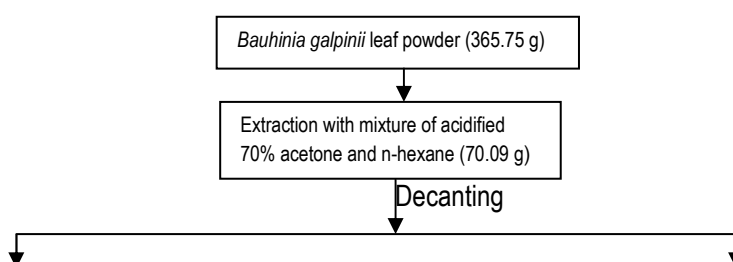 Bauhinia galpinii leaf powder (365.75 g)
Extraction with mixture of acidified
70% acetone and n-hexane (70.09 g)
Decanting